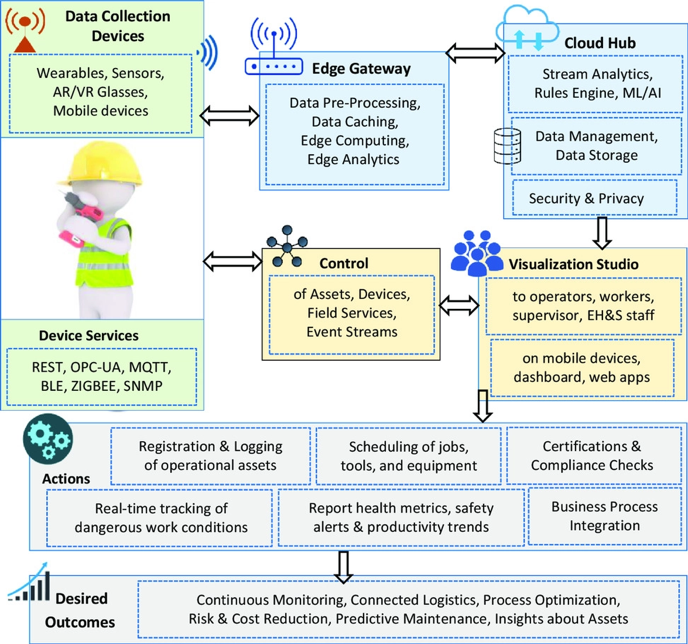 Data Collection
Devices
Wearables, Sensors,
AR/VR Glasses,
Mobile devices
Edge Gateway
Data Pre-Processing,
Data Caching,
Edge Computing,
Edge Analytics
Cloud Hub
Stream Analytics,
Rules Engine, ML/AI
Data Management,
Data Storage
Security & Privacy
Control
of Assets, Devices,
Field Services,
Event Streams
Visualization Studio
to operators, workers,
supervisor, EH&S staff
on mobile devices,
dashboard, web apps
Device Services
REST, OPC-UA, MQTT,
BLE, ZIGBEE, SNMP
Actions
Registration & Logging
of operational assets
Scheduling of jobs,
tools, and equipment
Certifications &
Compliance Checks
Real-time tracking of
dangerous work conditions
Report health metrics, safety
alerts & productivity trends
Business Process
Integration
Desired
Outcomes
Continuous Monitoring, Connected Logistics, Process Optimization,
Risk & Cost Reduction, Predictive Maintenance, Insights about Assets